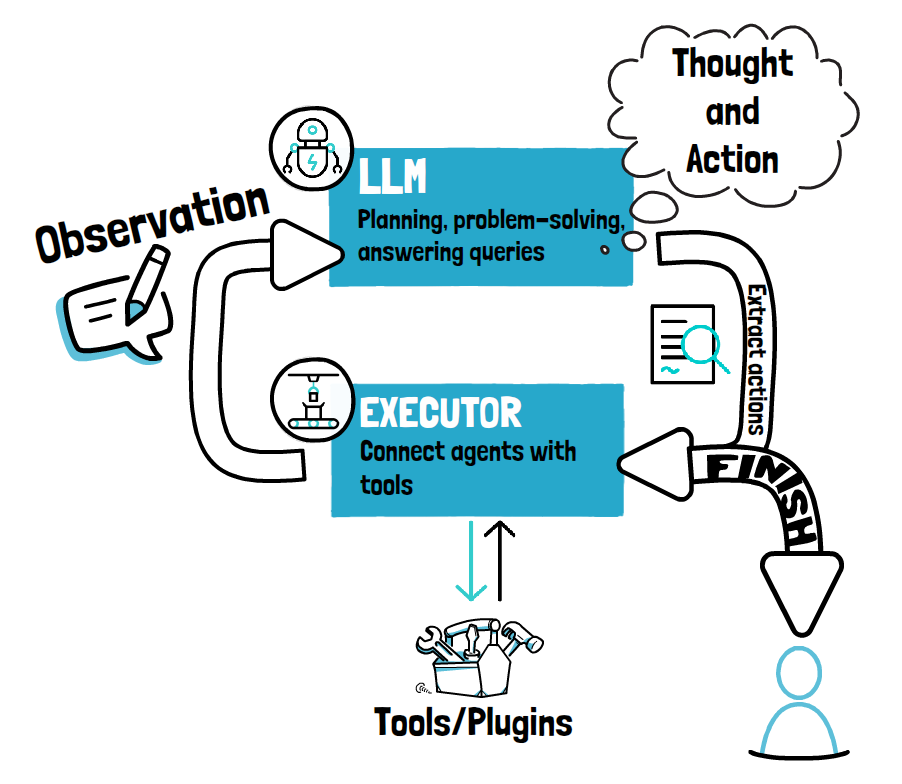 Thought
and
Action
Observation
LLM
Planning, problem-solving,
answering queries
Extract actions
EXECUTOR
Connect agents with
tools
FINISH
Tools/Plugins